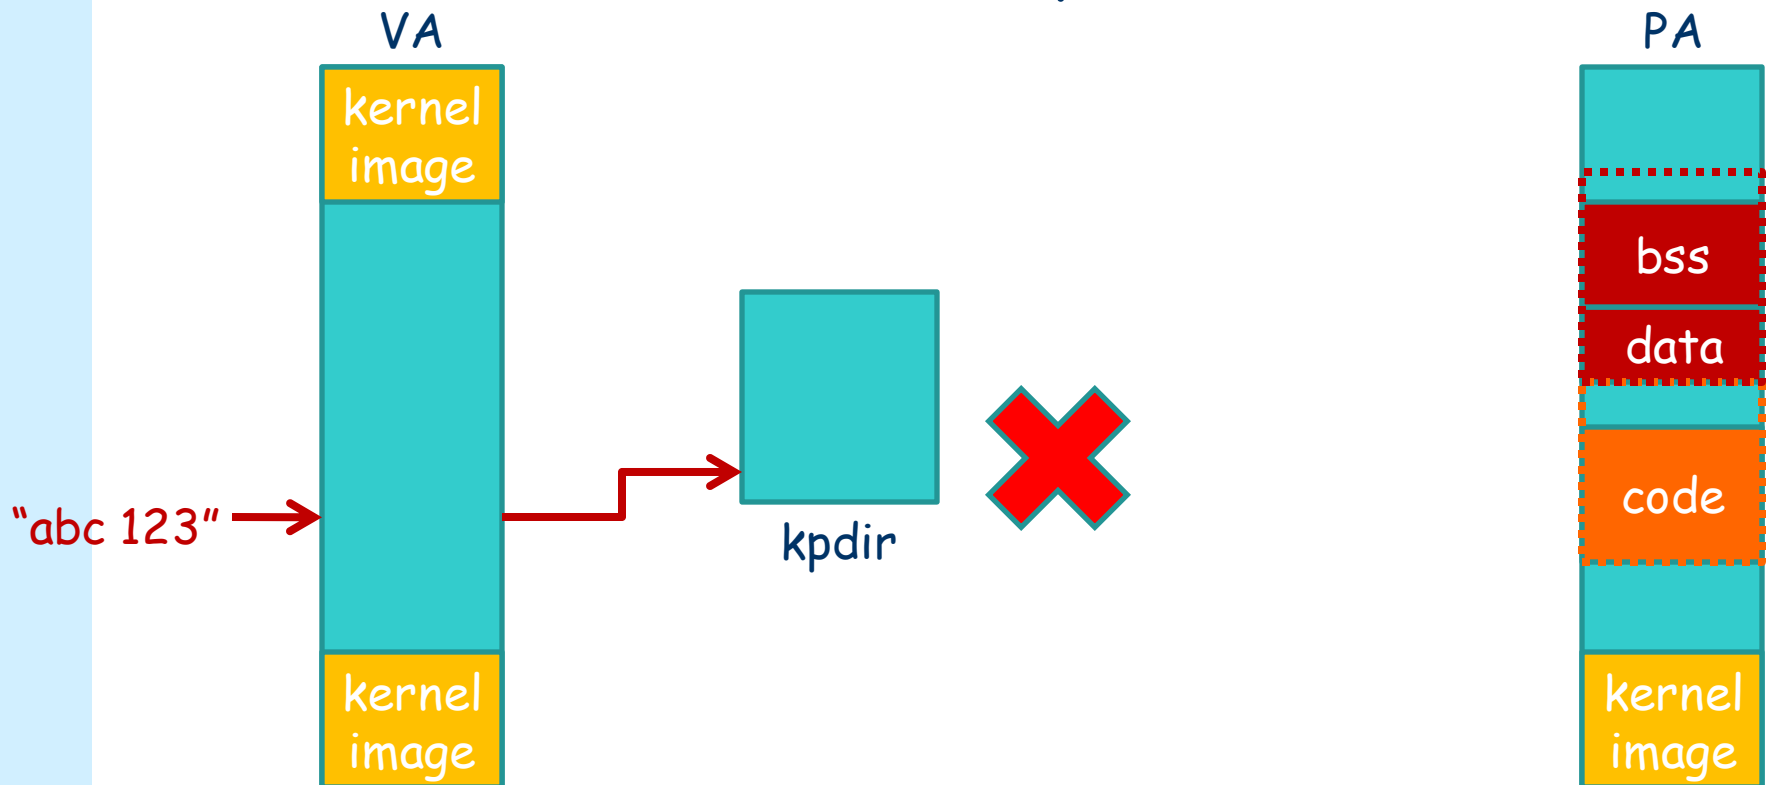 VA
PA
kernel
image
bss
data
code
"abc 123"
kpdir
kernel
image
kernel
image